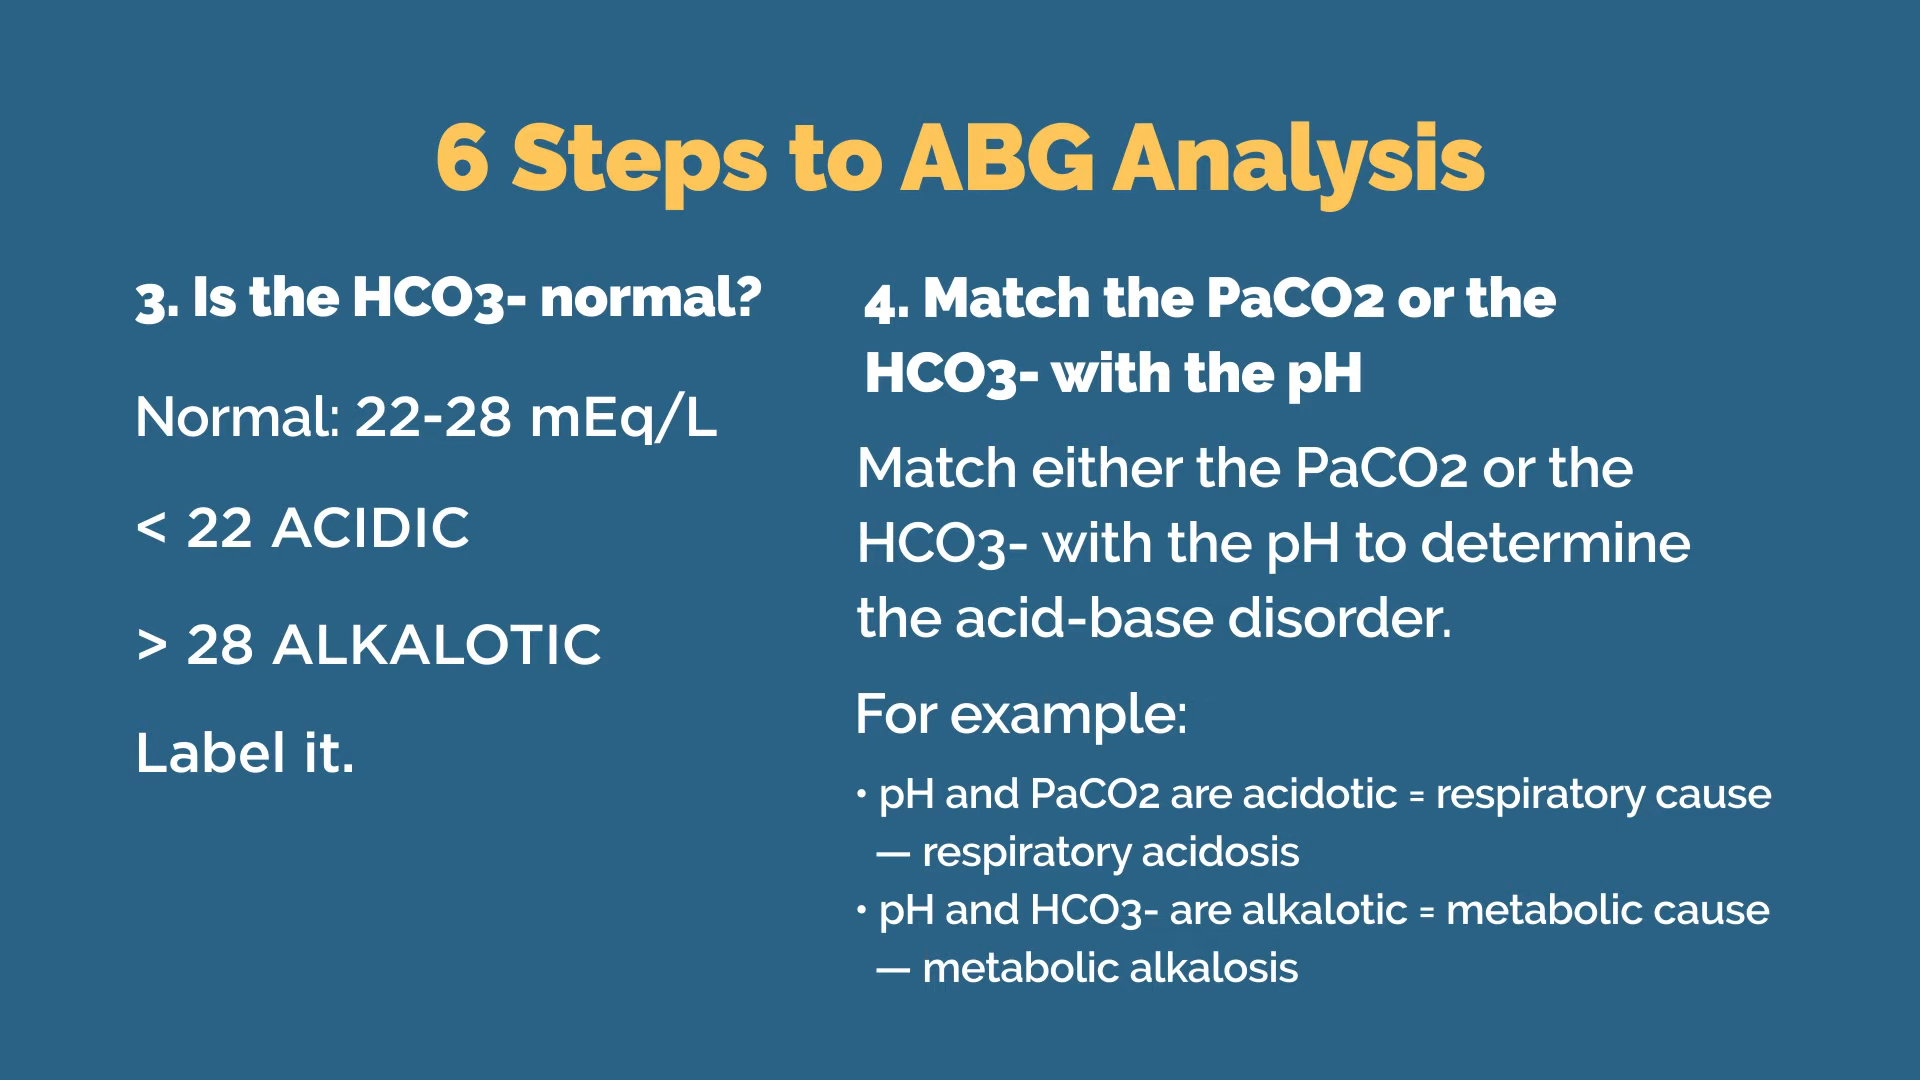 6 Steps to ABG Analysis
3. Is the HCO3- normal?
Normal: 22-28 mEq/L
< 22 ACIDIC
> 28 ALKALOTIC
Label it.
4. Match the PaCO2 or the
HCO3- with the pH
Match either the PaCO2 or the
HCO3- with the pH to determine
the acid-base disorder.
For example:
• pH and PaCO2 are acidotic = respiratory cause
— respiratory acidosis
• pH and HCO3- are alkalotic = metabolic cause
— metabolic alkalosis